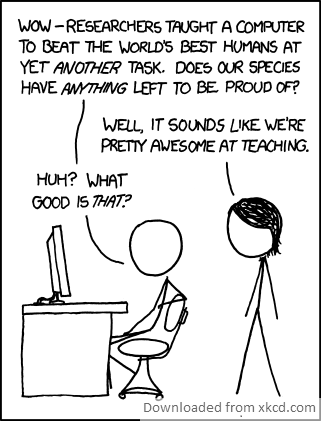 WOW – RESEARCHERS TAUGHT A COMPUTER
TO BEAT THE WORLD'S BEST HUMANS AT
YET ANOTHER TASK. DOES OUR SPECIES
HAVE ANYTHING LEFT TO BE PROUD OF?
WELL, IT SOUNDS LIKE WE'RE
PRETTY AWESOME AT TEACHING.
HUH? WHAT
GOOD IS THAT?
Downloaded from xkcd.com